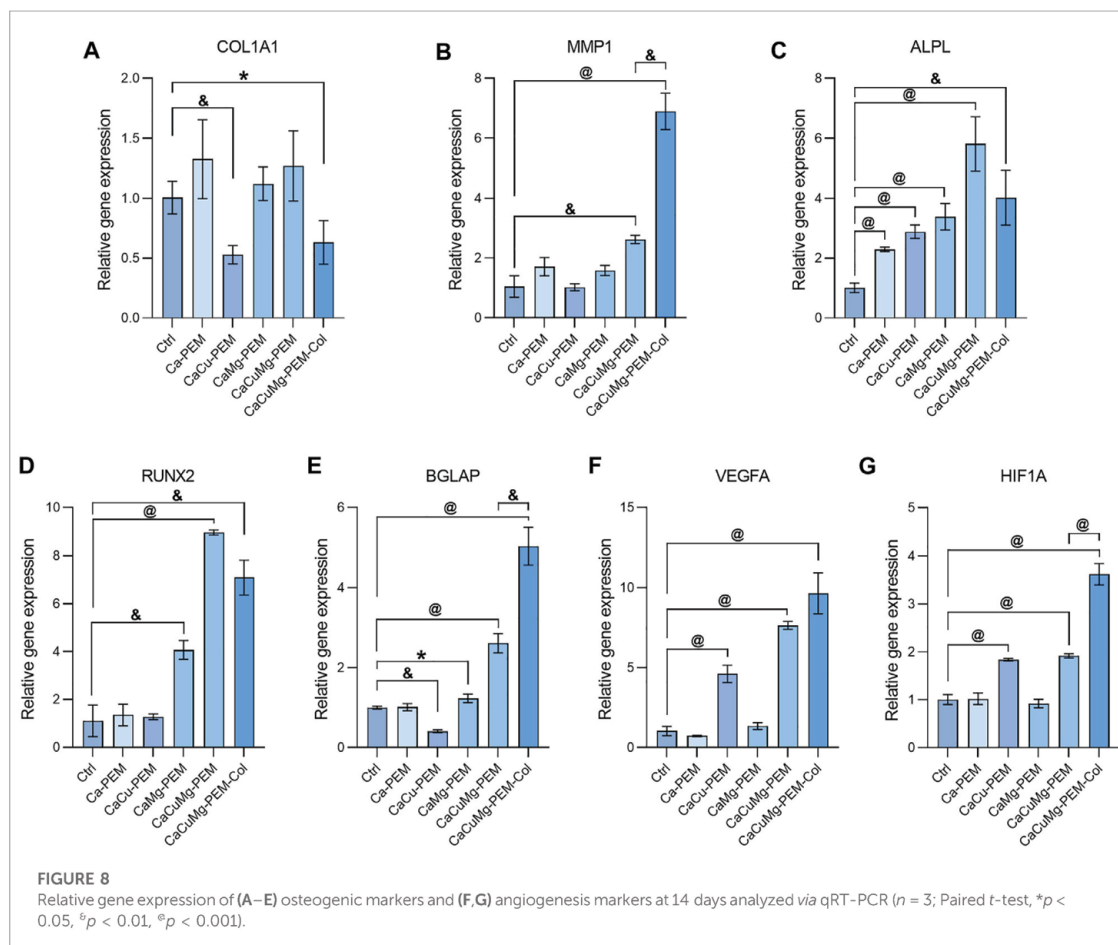 A
COL1A1
Relative gene expression
2.0
1.5
1.0
0.5
0.0
*
&
Ctrl
Ca-PEM
CaCu-PEM
CaMg-PEM
CaCuMg-PEM
CaCuMg-PEM-Col
B
MMP1
Relative gene expression
8
6
4
2
0
&
@
&
Ctrl
Ca-PEM
CaCu-PEM
CaMg-PEM
CaCuMg-PEM
CaCuMg-PEM-Col
C
ALPL
Relative gene expression
8
6
4
2
0
&
@
@
@
@
Ctrl
Ca-PEM
CaCu-PEM
CaMg-PEM
CaCuMg-PEM
CaCuMg-PEM-Col
D
RUNX2
Relative gene expression
10
8
6
4
2
0
&
@
&
Ctrl
Ca-PEM
CaCu-PEM
CaMg-PEM
CaCuMg-PEM
CaCuMg-PEM-Col
E
BGLAP
Relative gene expression
6
4
2
0
&
@
@
*
&
Ctrl
Ca-PEM
CaCu-PEM
CaMg-PEM
CaCuMg-PEM
CaCuMg-PEM-Col
F
VEGFA
Relative gene expression
15
10
5
0
@
@
@
Ctrl
Ca-PEM
CaCu-PEM
CaMg-PEM
CaCuMg-PEM
CaCuMg-PEM-Col
G
HIF1A
Relative gene expression
5
4
3
2
1
0
@
@
@
@
Ctrl
Ca-PEM
CaCu-PEM
CaMg-PEM
CaCuMg-PEM
CaCuMg-PEM-Col
FIGURE 8
Relative gene expression of (A–E) osteogenic markers and (F,G) angiogenesis markers at 14 days analyzed via qRT-PCR (n = 3; Paired t-test, *p <
0.05, &p < 0.01, @p < 0.001).